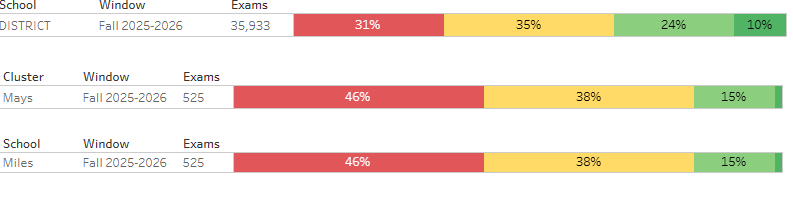 School Window Exams
DISTRICT Fall 2025-2026 35,933 31% 35% 24% 10%
Cluster Window Exams
Mays Fall 2025-2026 525 46% 38% 15%
School Window Exams
Miles Fall 2025-2026 525 46% 38% 15%